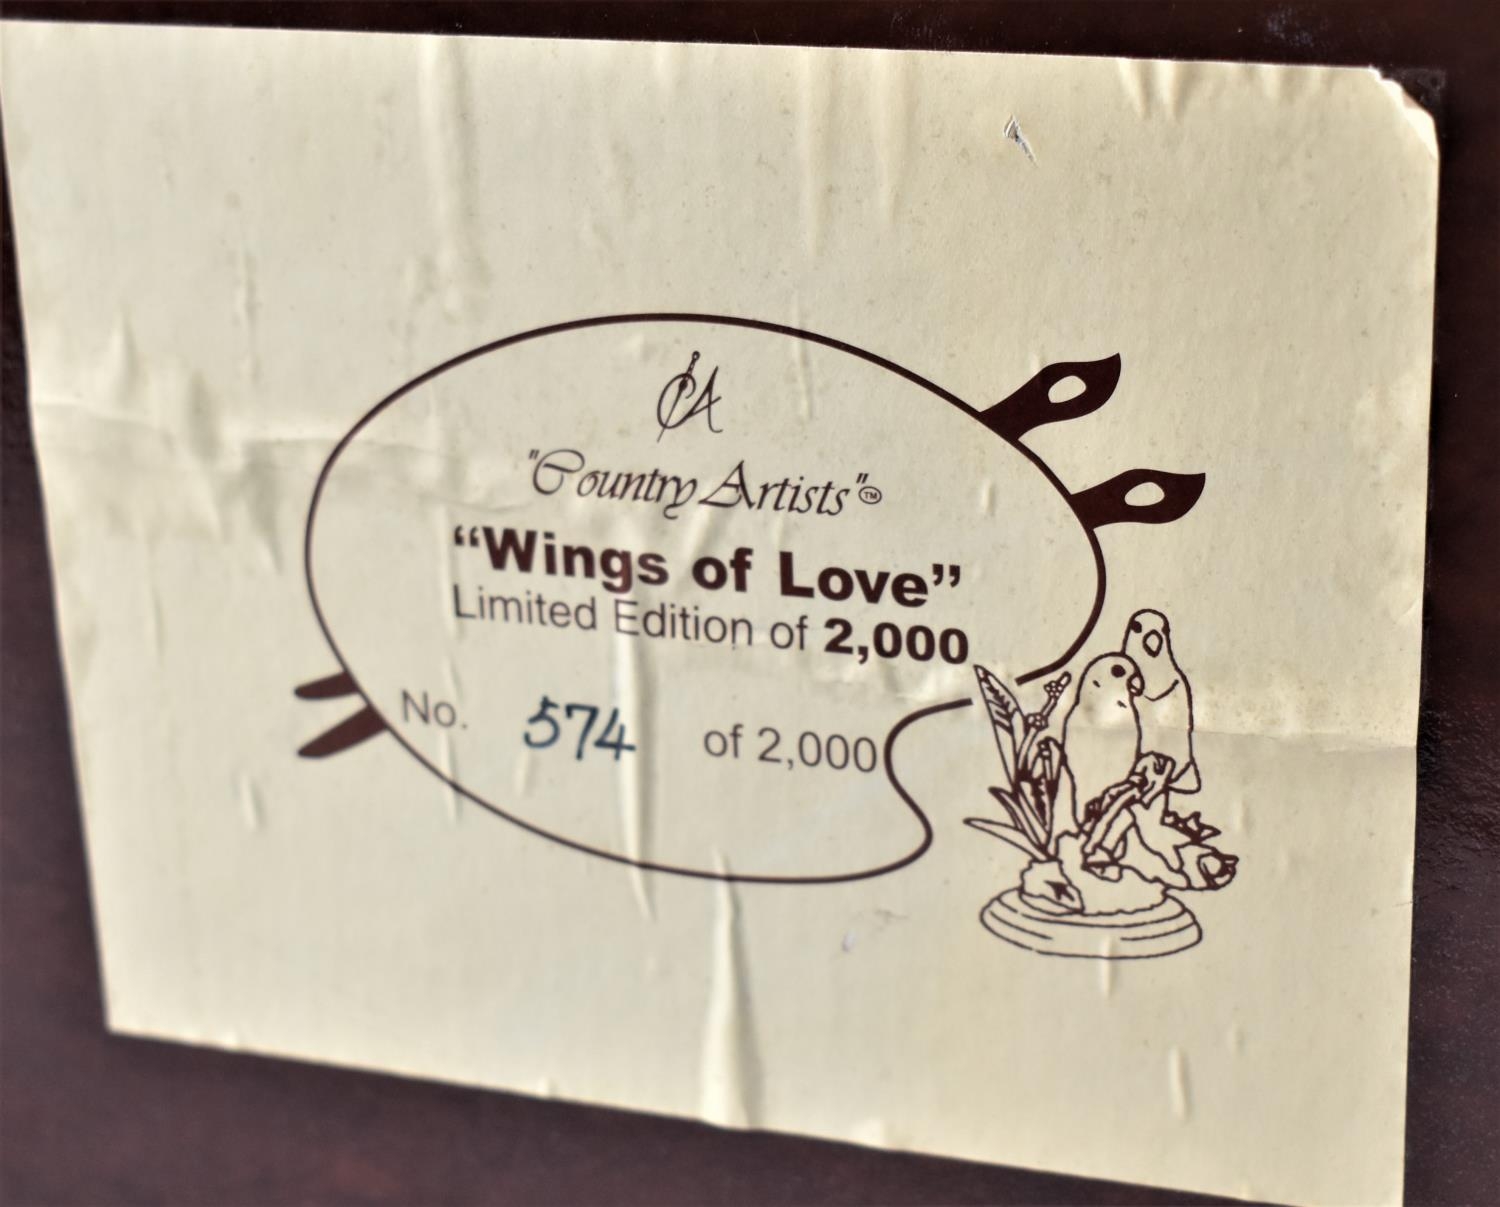 CA
"Country Artists"™
“Wings of Love”
Limited Edition of 2,000
No. 574 of 2,000